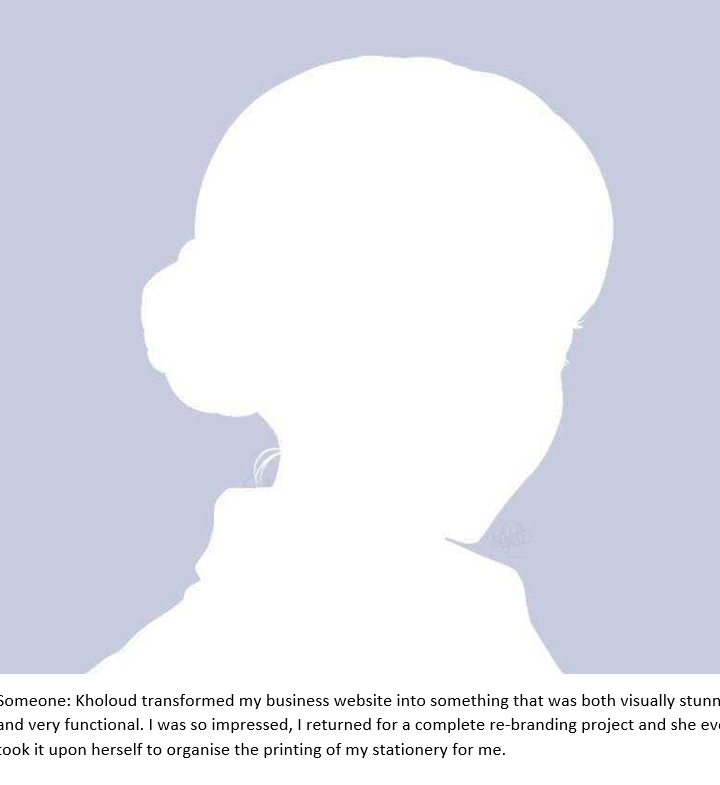 Someone: Kholoud transformed my business website into something that was both visually stunn
and very functional. I was so impressed, I returned for a complete re-branding project and she eve
took it upon herself to organise the printing of my stationery for me.